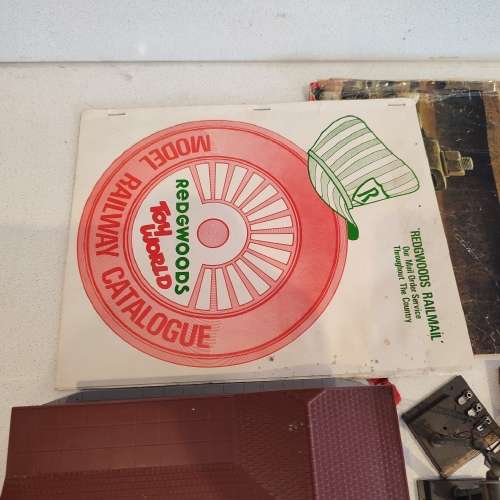 MODEL RAILWAY CATALOGUE
REDGWOODS
TOY
WORLD
R
'REDGWOODS RAILMAIL'
Our Mail Order Service
Throughout The Country